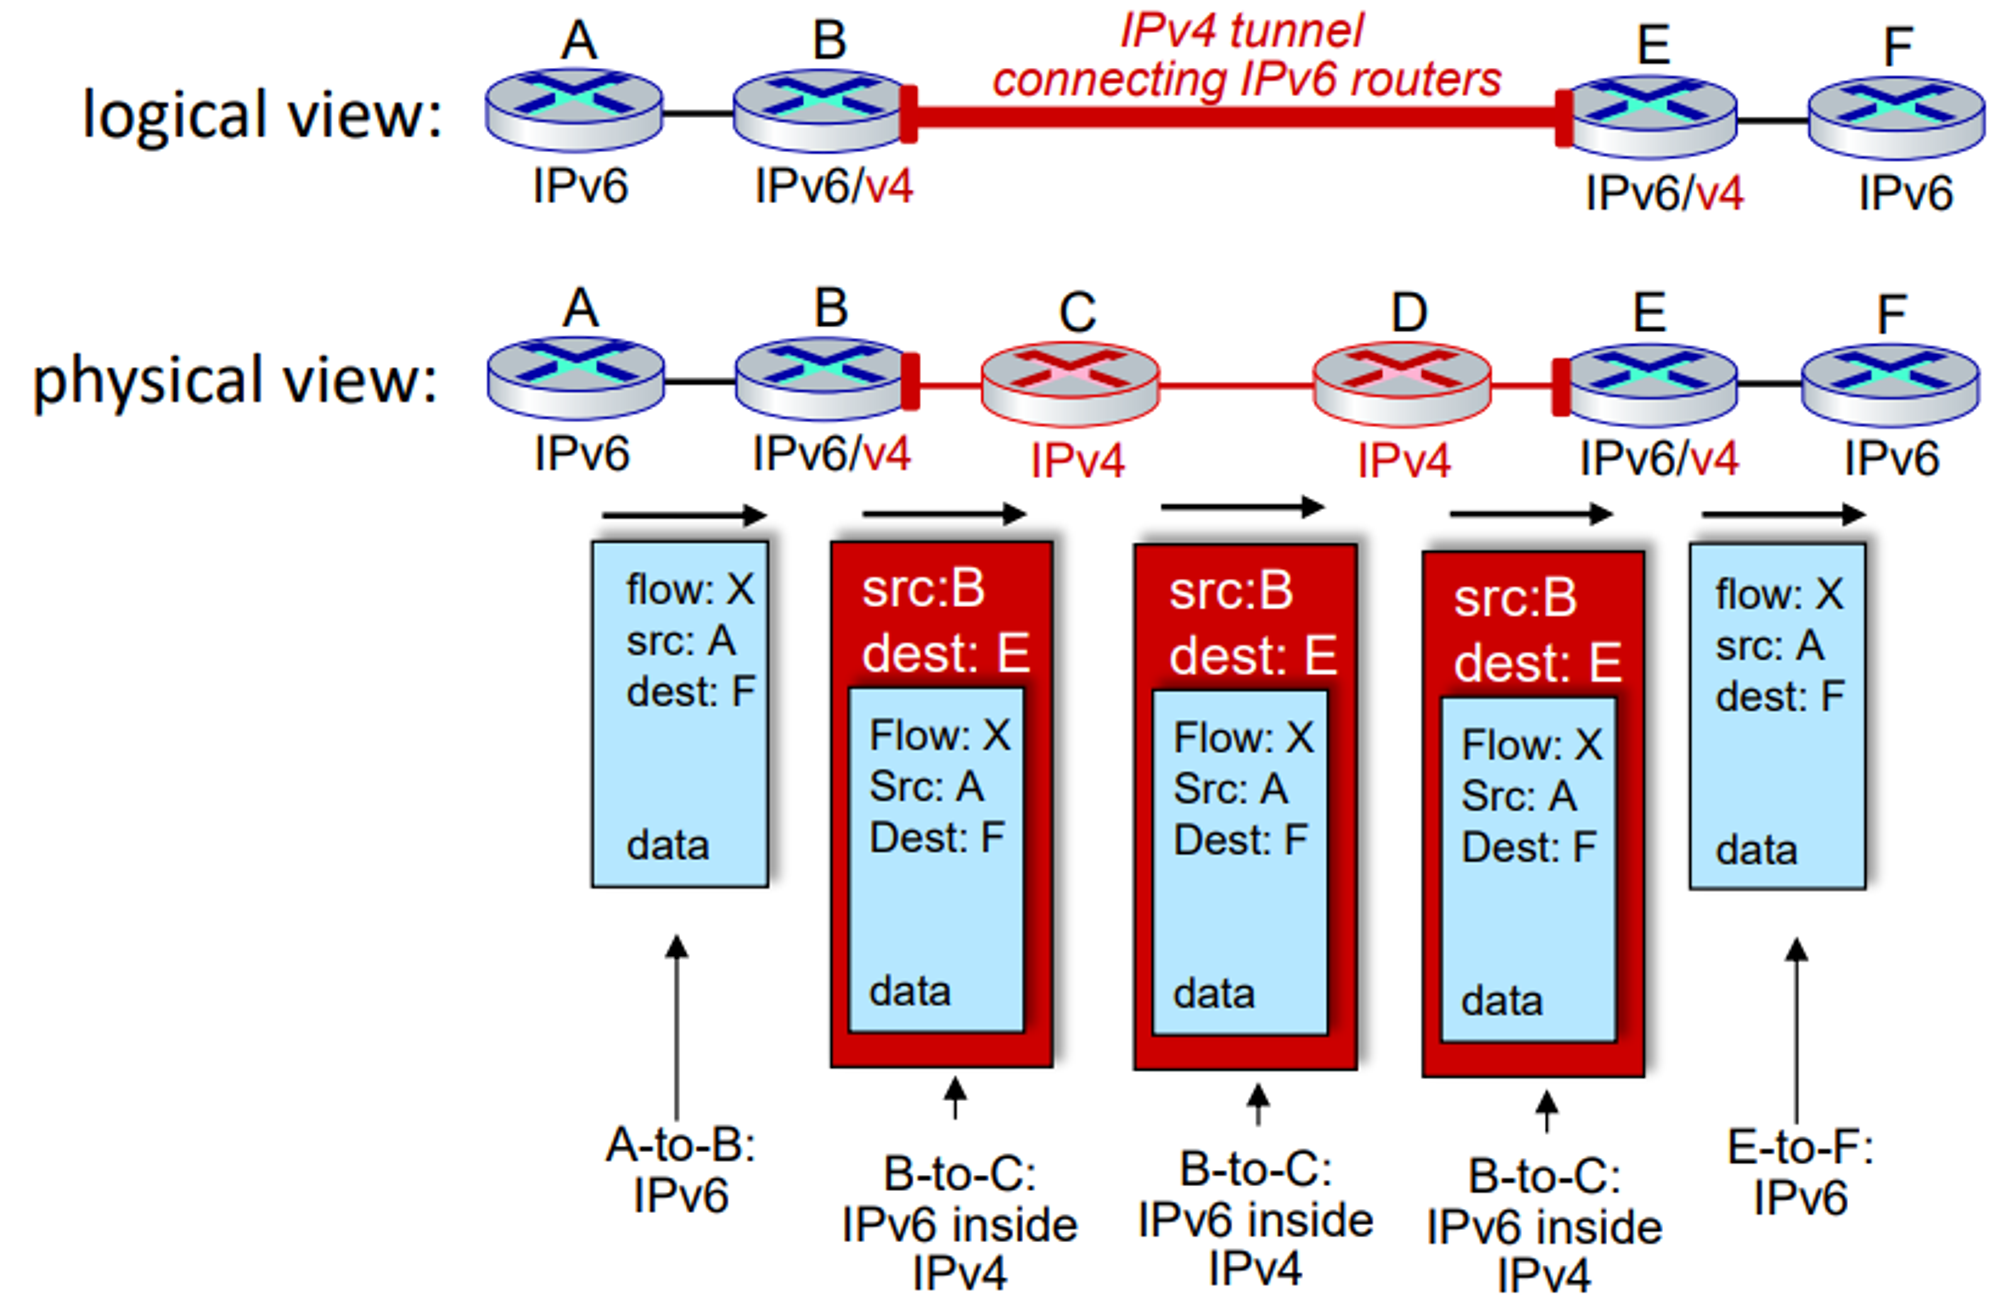 IPv4 tunnel
connecting IPv6 routers
A
B
E
F
logical view:
IPv6
IPv6/v4
IPv6/v4
IPv6
A
B
C
D
E
F
physical view:
IPv6
IPv6/v4
IPv4
IPv4
IPv6/v4
IPv6
flow: X
src: A
dest: F
data
src:B
dest: E
Flow: X
Src: A
Dest: F
data
src:B
dest: E
Flow: X
Src: A
Dest: F
data
src:B
dest: E
Flow: X
Src: A
Dest: F
data
flow: X
src: A
dest: F
data
A-to-B:
IPv6
B-to-C:
IPv6 inside
IPv4
B-to-C:
IPv6 inside
IPv4
B-to-C:
IPv6 inside
IPv4
E-to-F:
IPv6